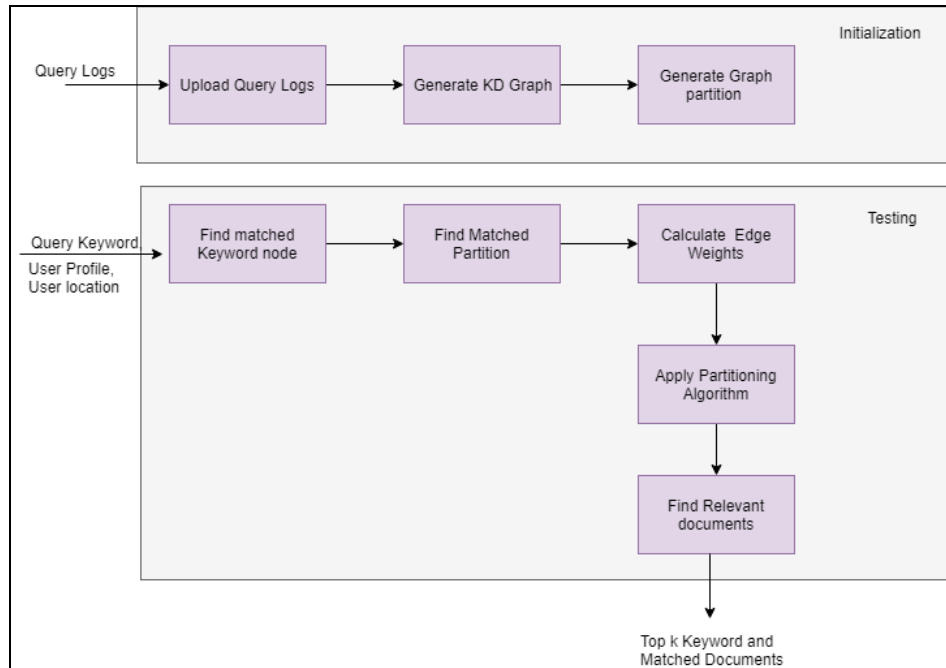 Initialization
Query Logs
Upload Query Logs
Generate KD Graph
Generate Graph
partition
Testing
Query Keyword,
User Profile,
User location
Find matched
Keyword node
Find Matched
Partition
Calculate Edge
Weights
Apply Partitioning
Algorithm
Find Relevant
documents
Top k Keyword and
Matched Documents